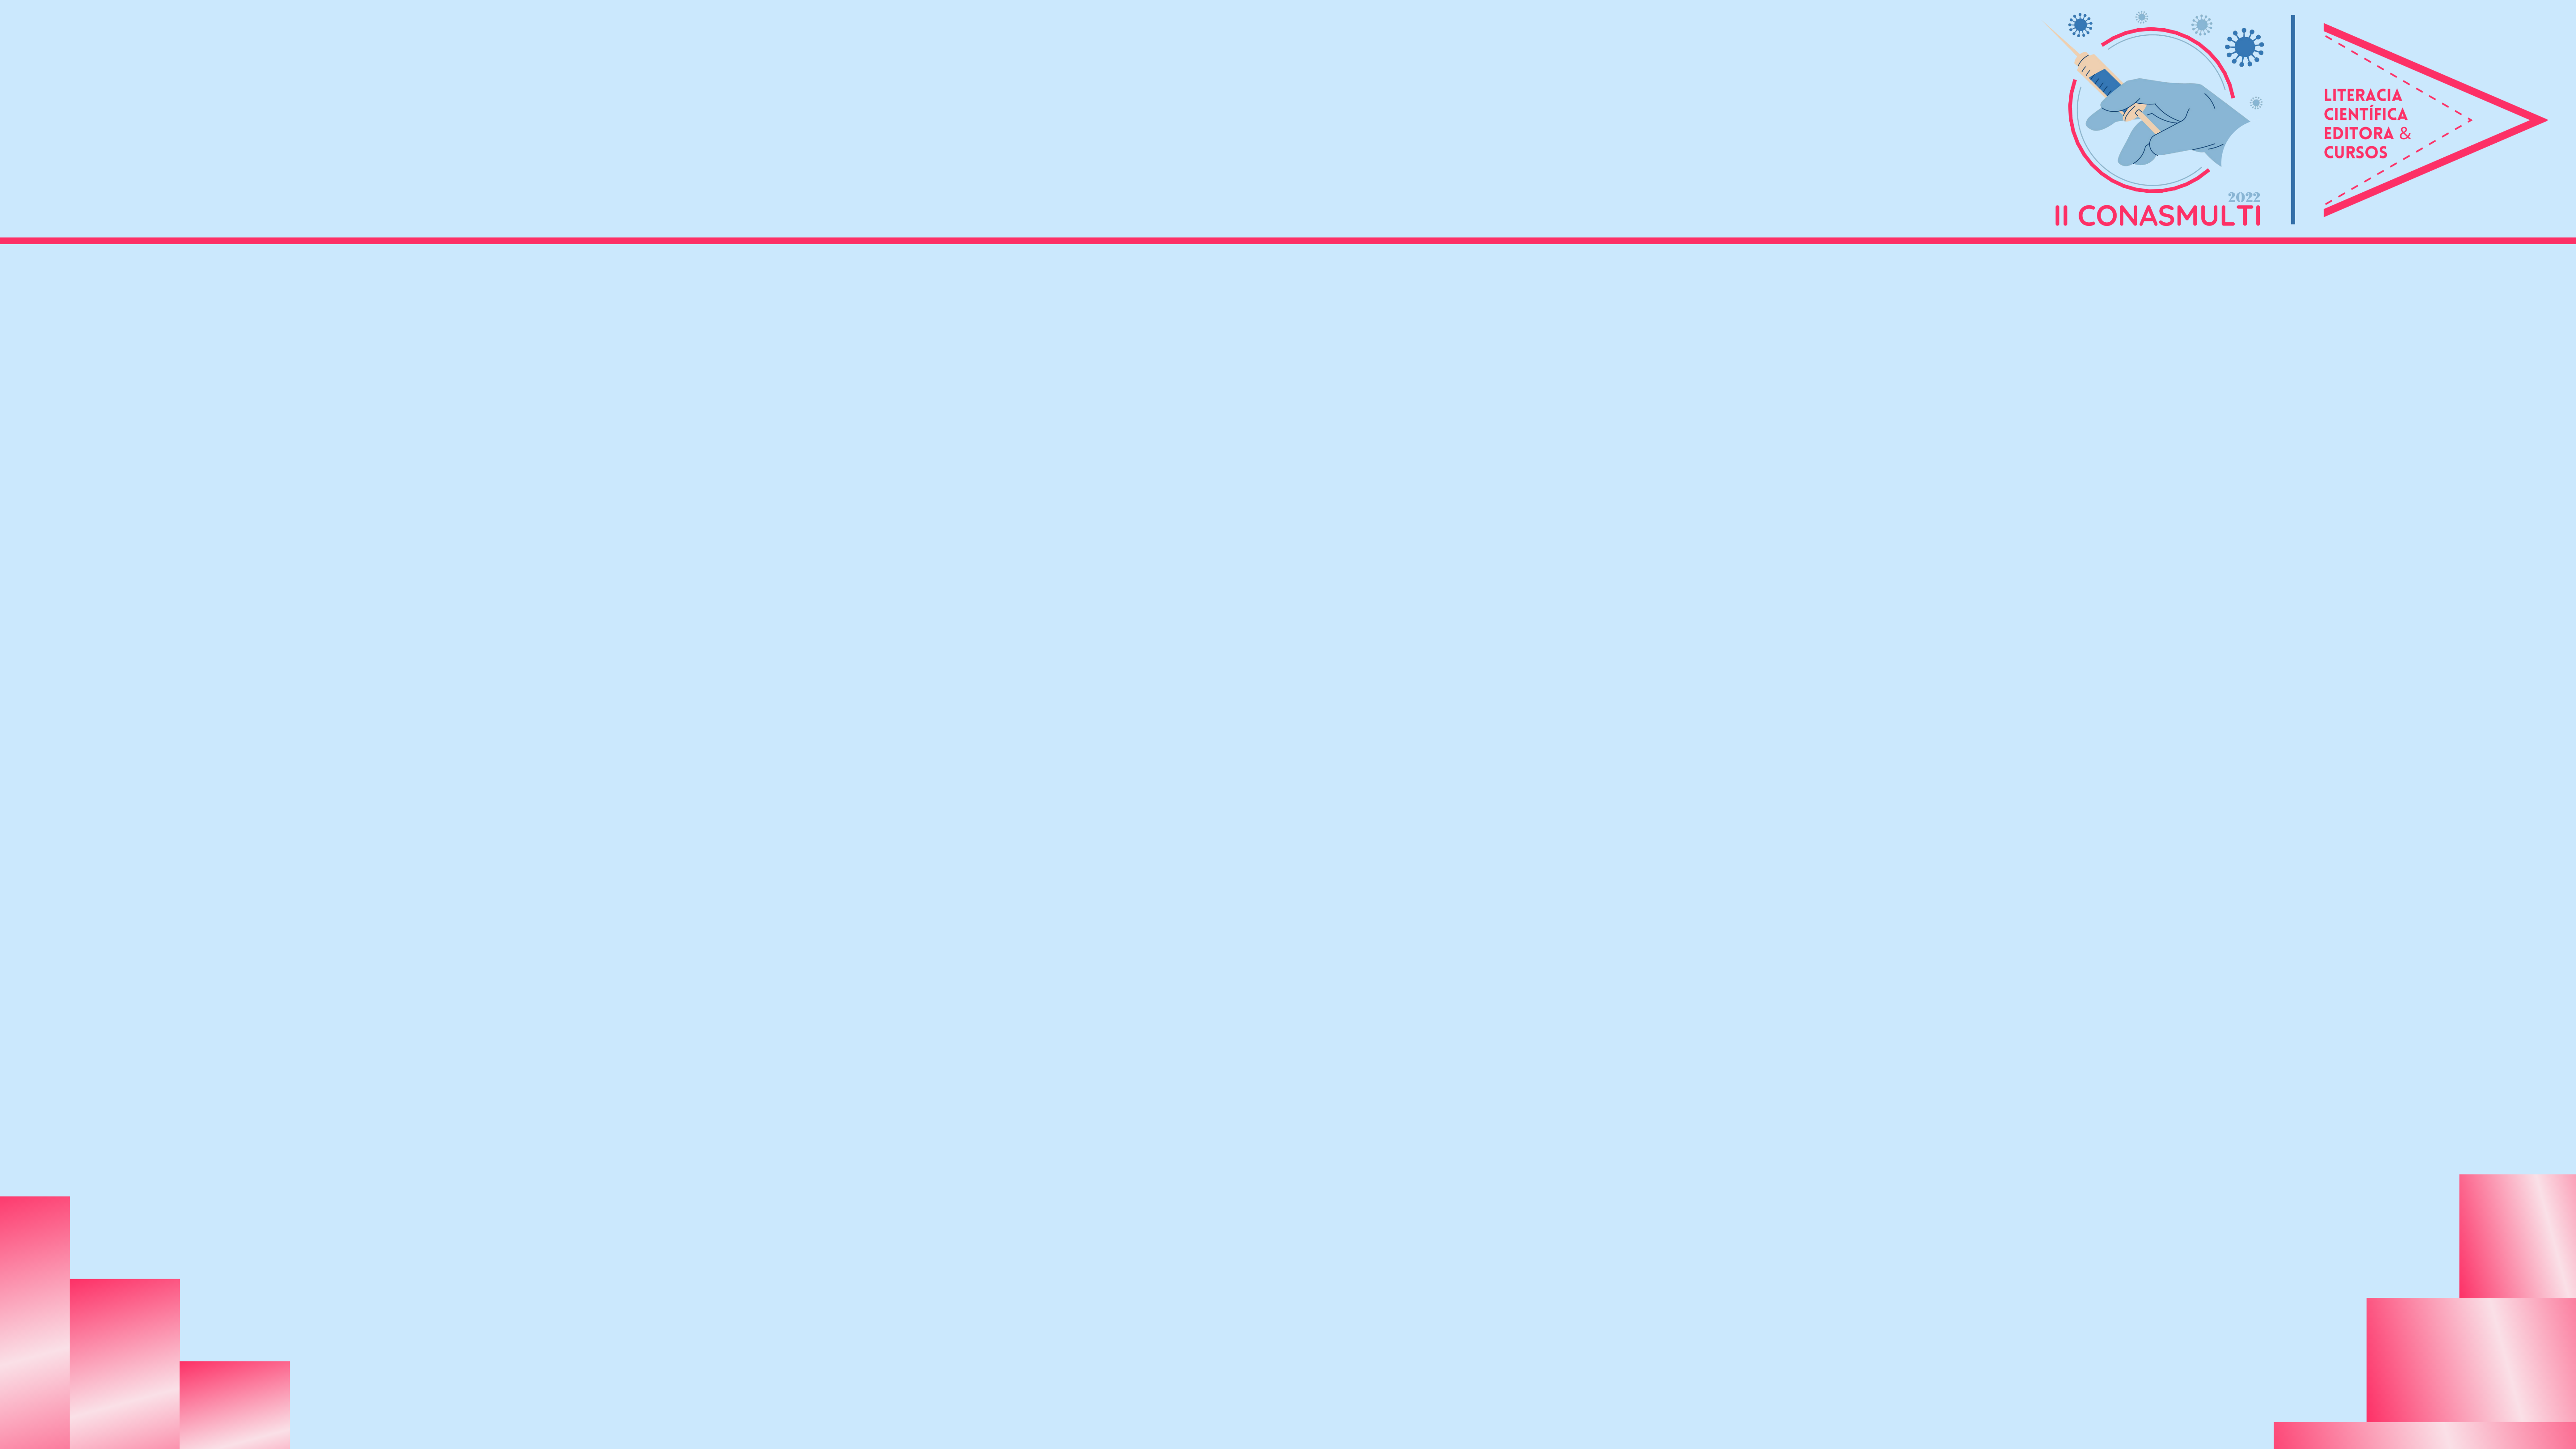 2022
II CONASMULTI
LITERACIA
CIENTÍFICA
EDITORA &
CURSOS